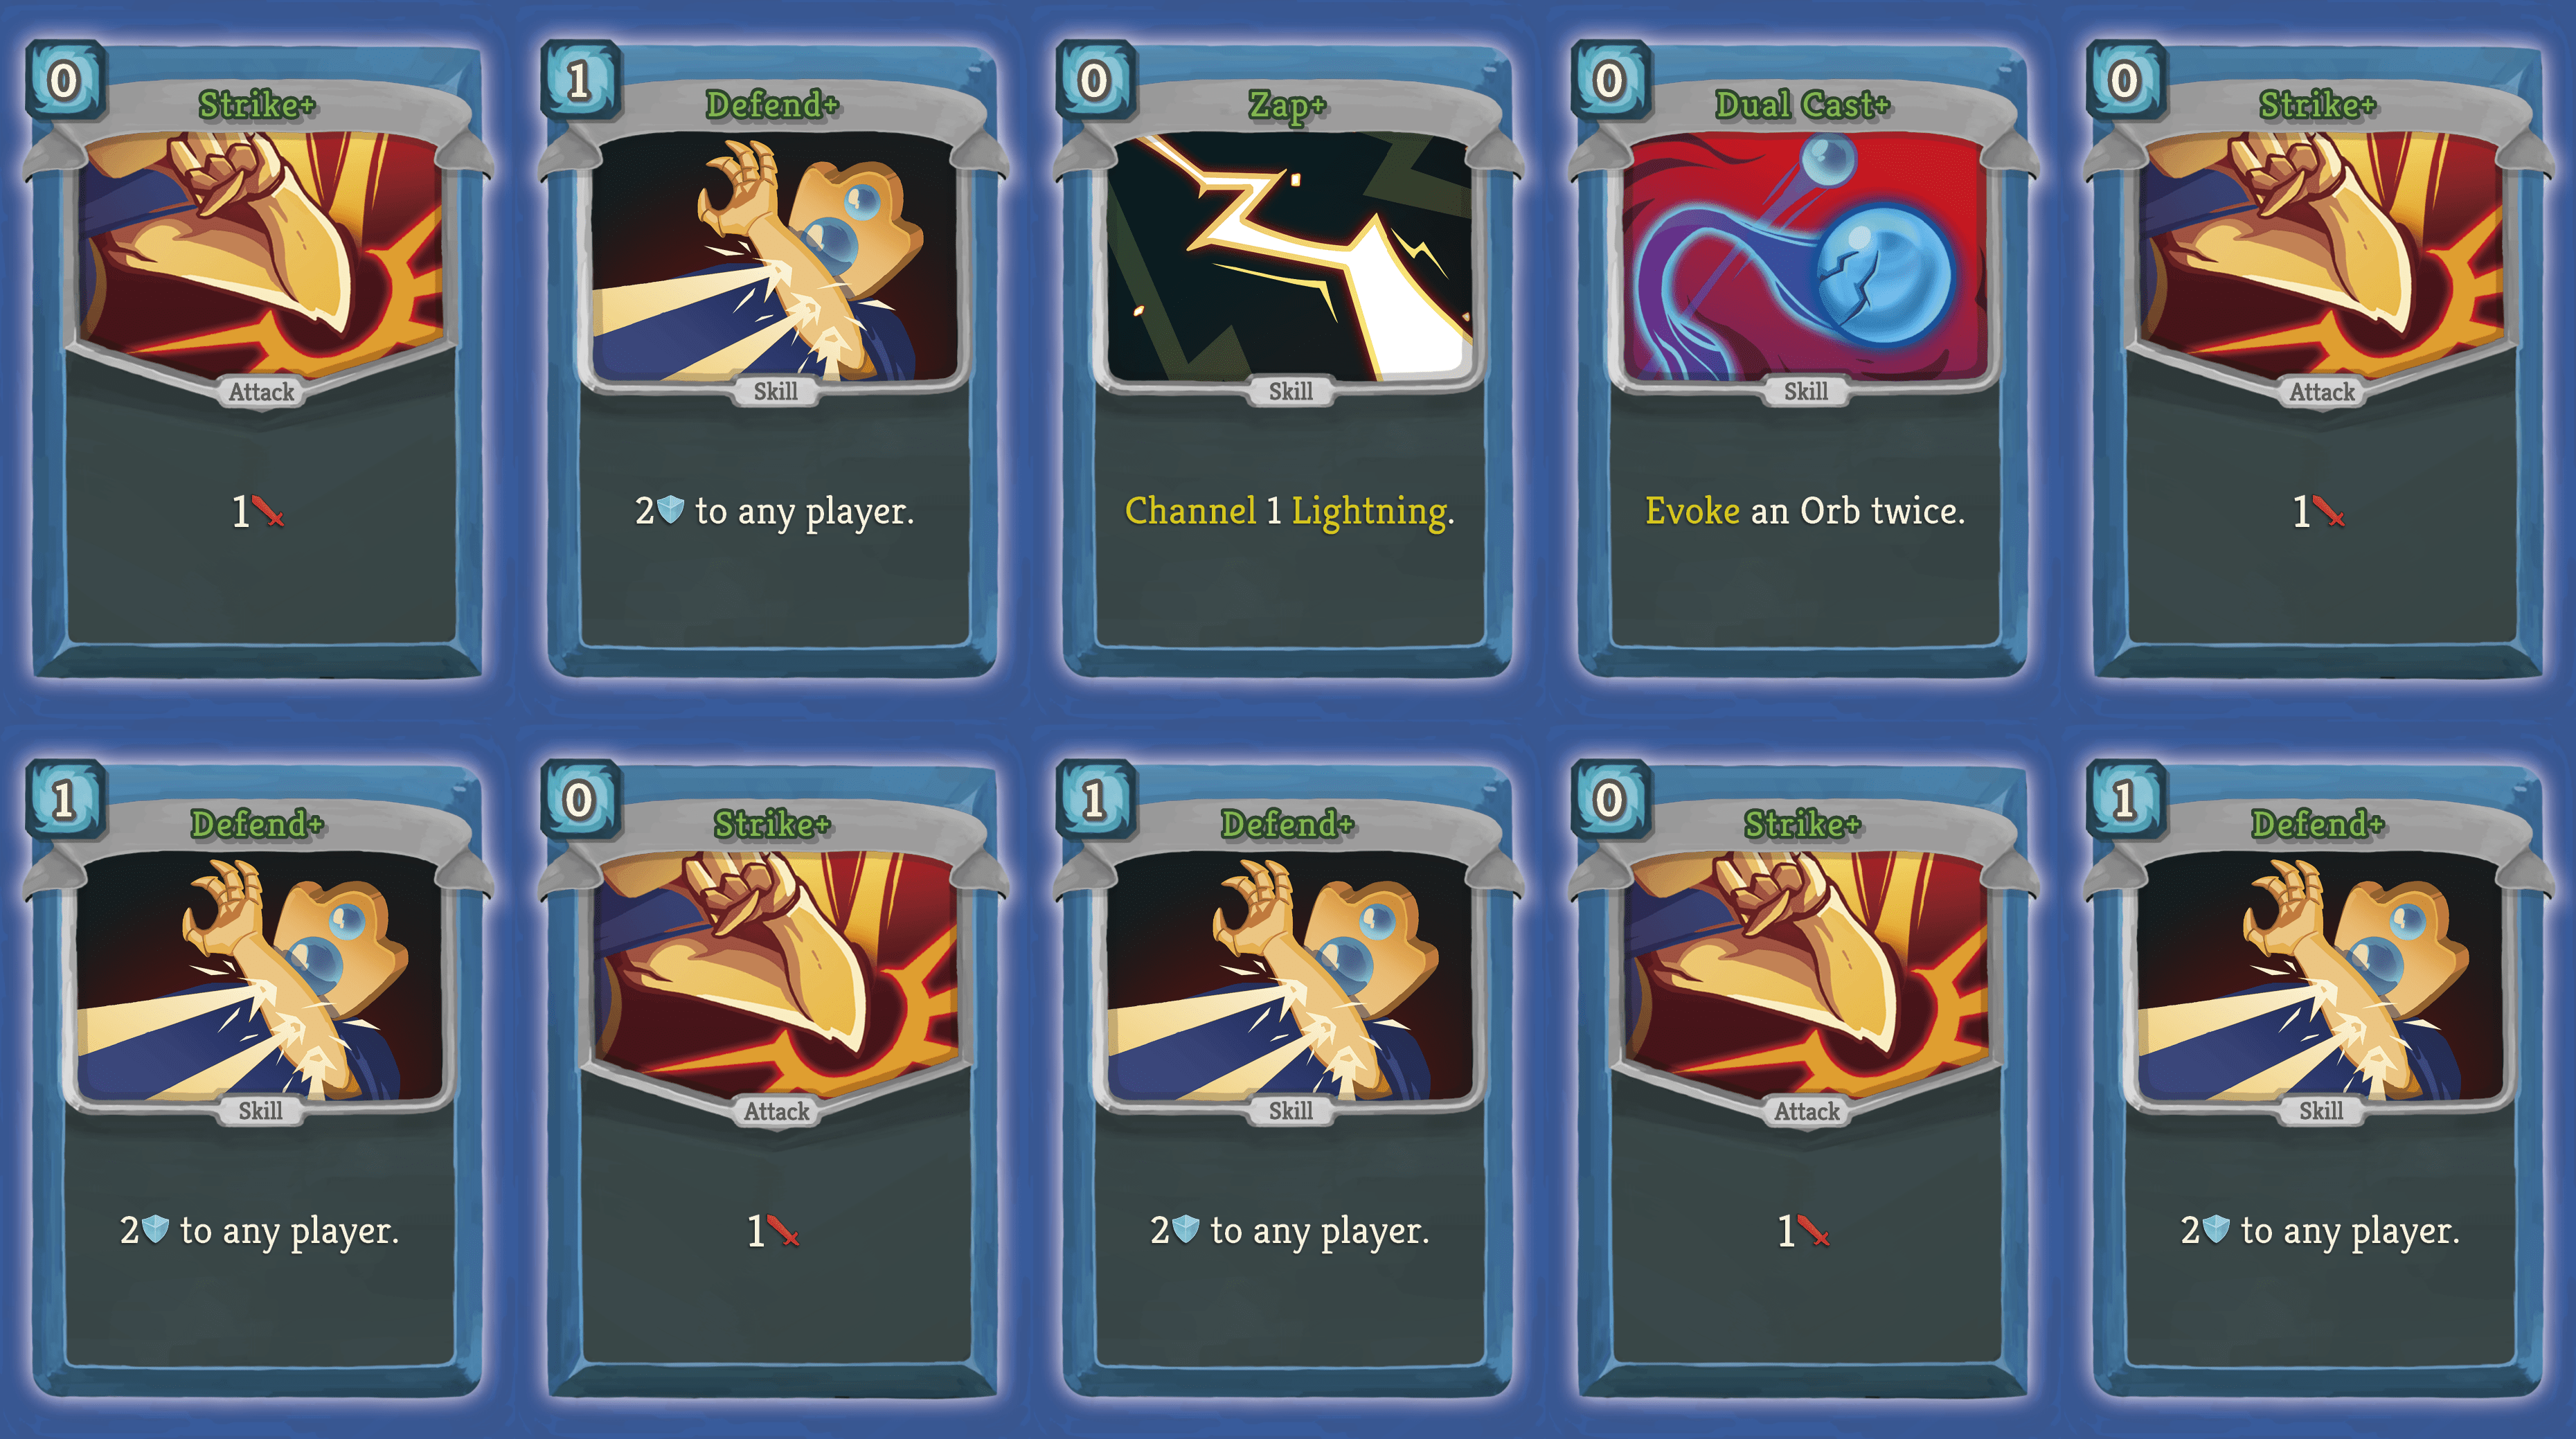 0
Strike+
Attack
1
1
Defend+
Skill
2 to any player.
0
Zap+
Skill
Channel 1 Lightning.
0
Dual Cast+
Skill
Evoke an Orb twice.
0
Strike+
Attack
1
1
Defend+
Skill
2 to any player.
0
Strike+
Attack
1
1
Defend+
Skill
2 to any player.
0
Strike+
Attack
1
1
Defend+
Skill
2 to any player.